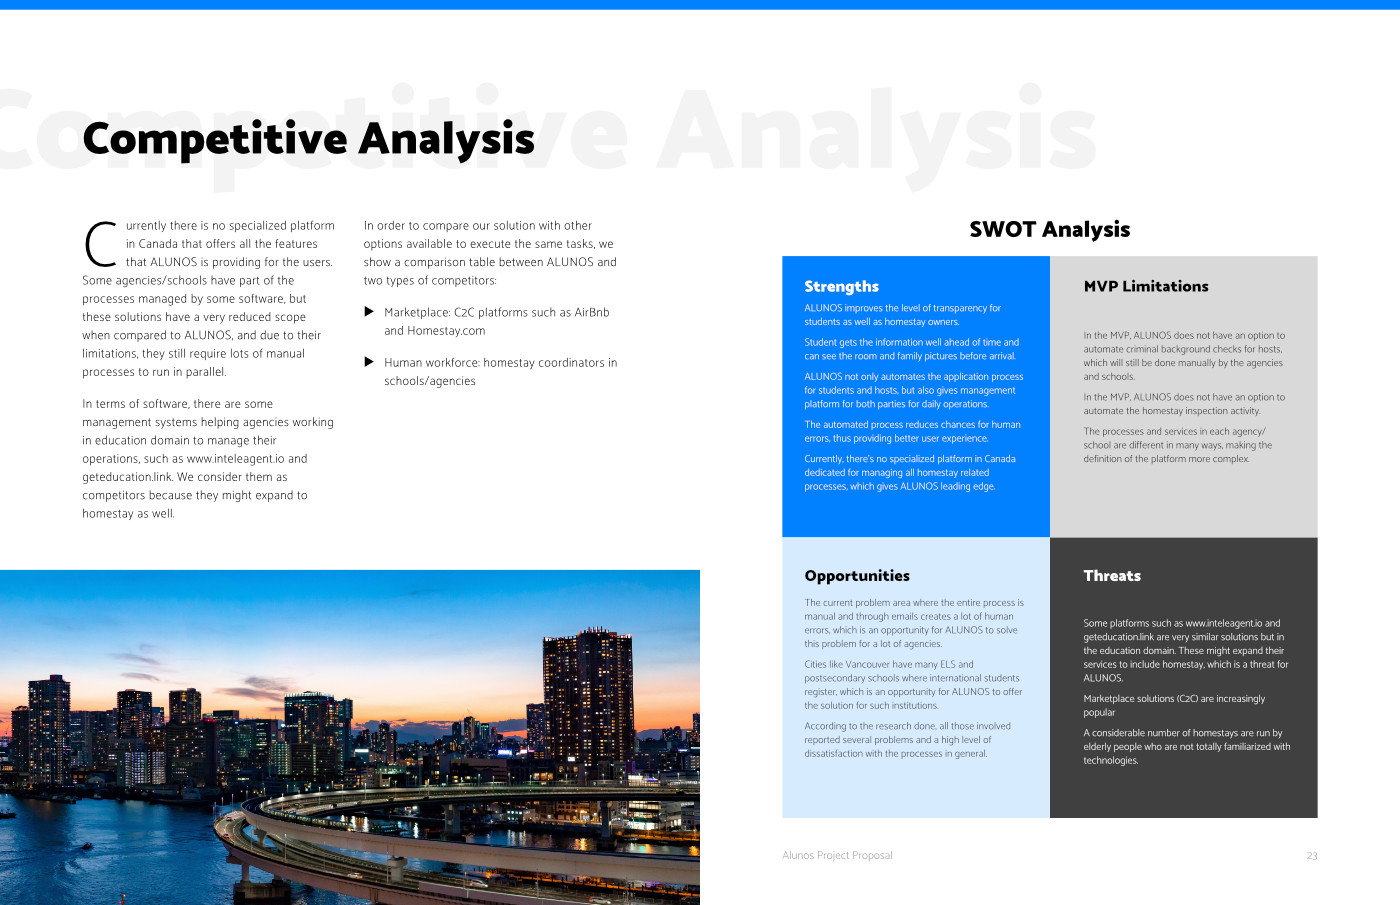 Competitive Analysis
Competitive Analysis
Currently there is no specialized platform
in Canada that offers all the features
that ALUNOS is providing for the users.
Some agencies/schools have part of the
processes managed by some software, but
these solutions have a very reduced scope
when compared to ALUNOS, and due to their
limitations, they still require lots of manual
processes to run in parallel.
In terms of software, there are some
management systems helping agencies working
in education domain to manage their
operations, such as www.inteleagent.io and
geteducation.link. We consider them as
competitors because they might expand to
homestay as well.
In order to compare our solution with other
options available to execute the same tasks, we
show a comparison table between ALUNOS and
two types of competitors:
▶ Marketplace: C2C platforms such as AirBnb
and Homestay.com
▶ Human workforce: homestay coordinators in
schools/agencies
SWOT Analysis
Strengths
ALUNOS improves the level of transparency for
students as well as homestay owners.
Student gets the information well ahead of time and
can see the room and family pictures before arrival.
ALUNOS not only automates the application process
for students and hosts, but also gives management
platform for both parties for daily operations.
The automated process reduces chances for human
errors, thus providing better user experience.
Currently, there's no specialized platform in Canada
dedicated for managing all homestay related
processes, which gives ALUNOS leading edge.
MVP Limitations
In the MVP, ALUNOS does not have an option to
automate criminal background checks for hosts,
which will still be done manually by the agencies
and schools.
In the MVP, ALUNOS does not have an option to
automate the homestay inspection activity.
The processes and services in each agency/
school are different in many ways, making the
definition of the platform more complex.
Opportunities
The current problem area where the entire process is
manual and through emails creates a lot of human
errors, which is an opportunity for ALUNOS to solve
this problem for a lot of agencies.
Cities like Vancouver have many ELS and
postsecondary schools where international students
register, which is an opportunity for ALUNOS to offer
the solution for such institutions.
According to the research done, all those involved
reported several problems and a high level of
dissatisfaction with the processes in general.
Threats
Some platforms such as www.inteleagent.io and
geteducation.link are very similar solutions but in
the education domain. These might expand their
services to include homestay, which is a threat for
ALUNOS.
Marketplace solutions (C2C) are increasingly
popular
A considerable number of homestays are run by
elderly people who are not totally familiarized with
technologies.
Alunos Project Proposal
23